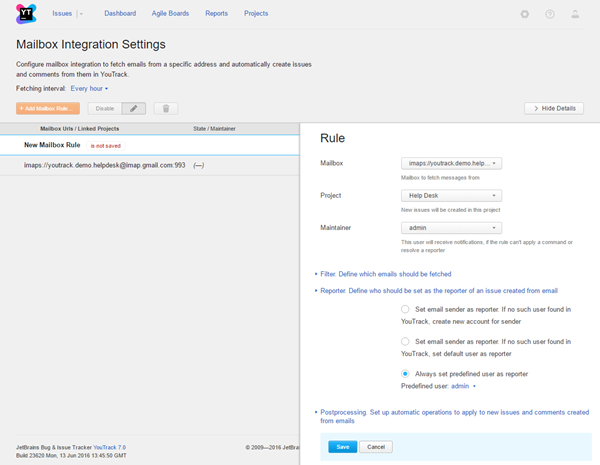 YT
Issues
Dashboard
Agile Boards
Reports
Projects
Mailbox Integration Settings
Configure mailbox integration to fetch emails from a specific address and automatically create issues
and comments from them in YouTrack.
Fetching interval: Every hour
+ Add Mailbox Rule
Disable
Hide Details
Mailbox Urls / Linked Projects
State / Maintainer
New Mailbox Rule is not saved
imaps://youtrack.demo.helpdesk@imap.gmail.com:993 (—)
Rule
Mailbox
imaps://youtrack.demo.help...
Mailbox to fetch messages from
Project
Help Desk
New issues will be created in this project
Maintainer
admin
This user will receive notifications, if the rule can't apply a command or
resolve a reporter
Filter. Define which emails should be fetched
Reporter. Define who should be set as the reporter of an issue created from email
Set email sender as reporter. If no such user found in
YouTrack, create new account for sender
Set email sender as reporter. If no such user found in
YouTrack, set default user as reporter
Always set predefined user as reporter
Predefined user: admin
Postprocessing. Set up automatic operations to apply to new issues and comments created
from emails
Save
Cancel
JetBrains Bug & Issue Tracker YouTrack 7.0
Build 23620 Mon, 13 Jun 2016 13:45:50 GMT
© 2009—2016 JetBra